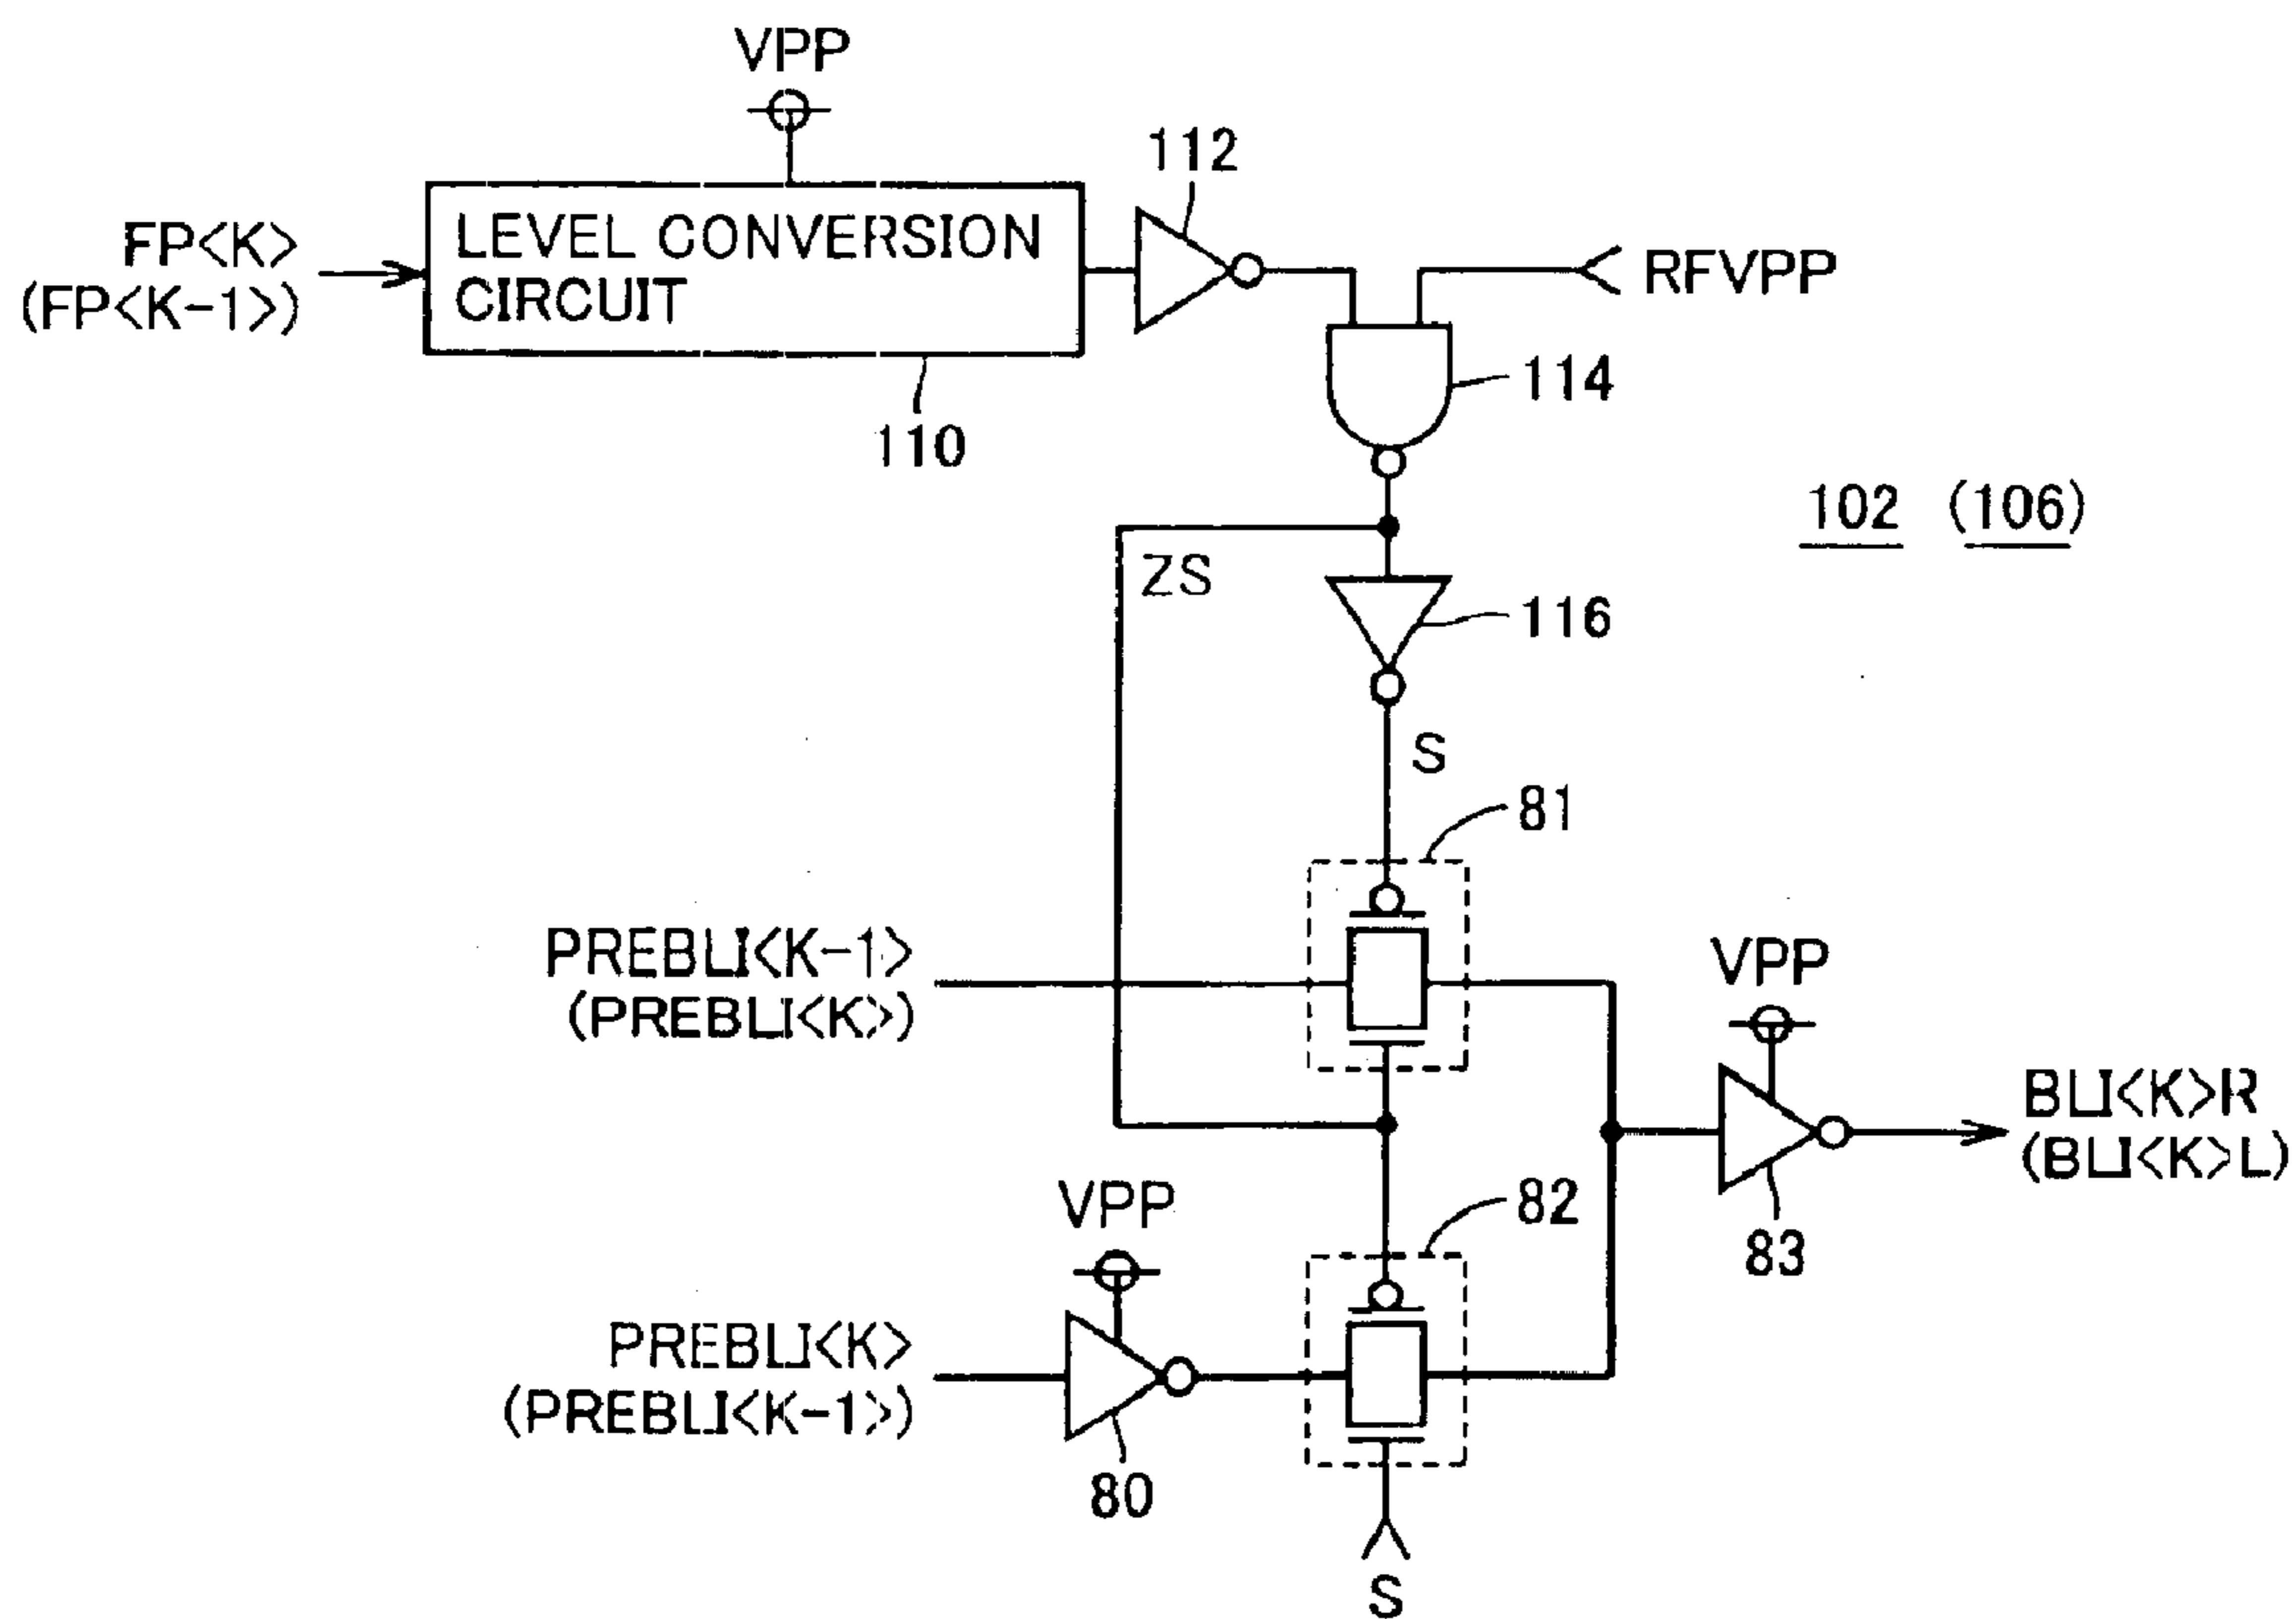 VPP
112
FP<K>
(FP<K-1>)
LEVEL CONVERSION
CIRCUIT
RFVPP
114
110
102 (106)
ZS
116
S
81
PREBLI<K-1>
(PREBLI<K>)
VPP
BLI<K>R
(BLI<K>L)
VPP
82
83
PREBLI<K>
(PREBLI<K-1>)
80
S